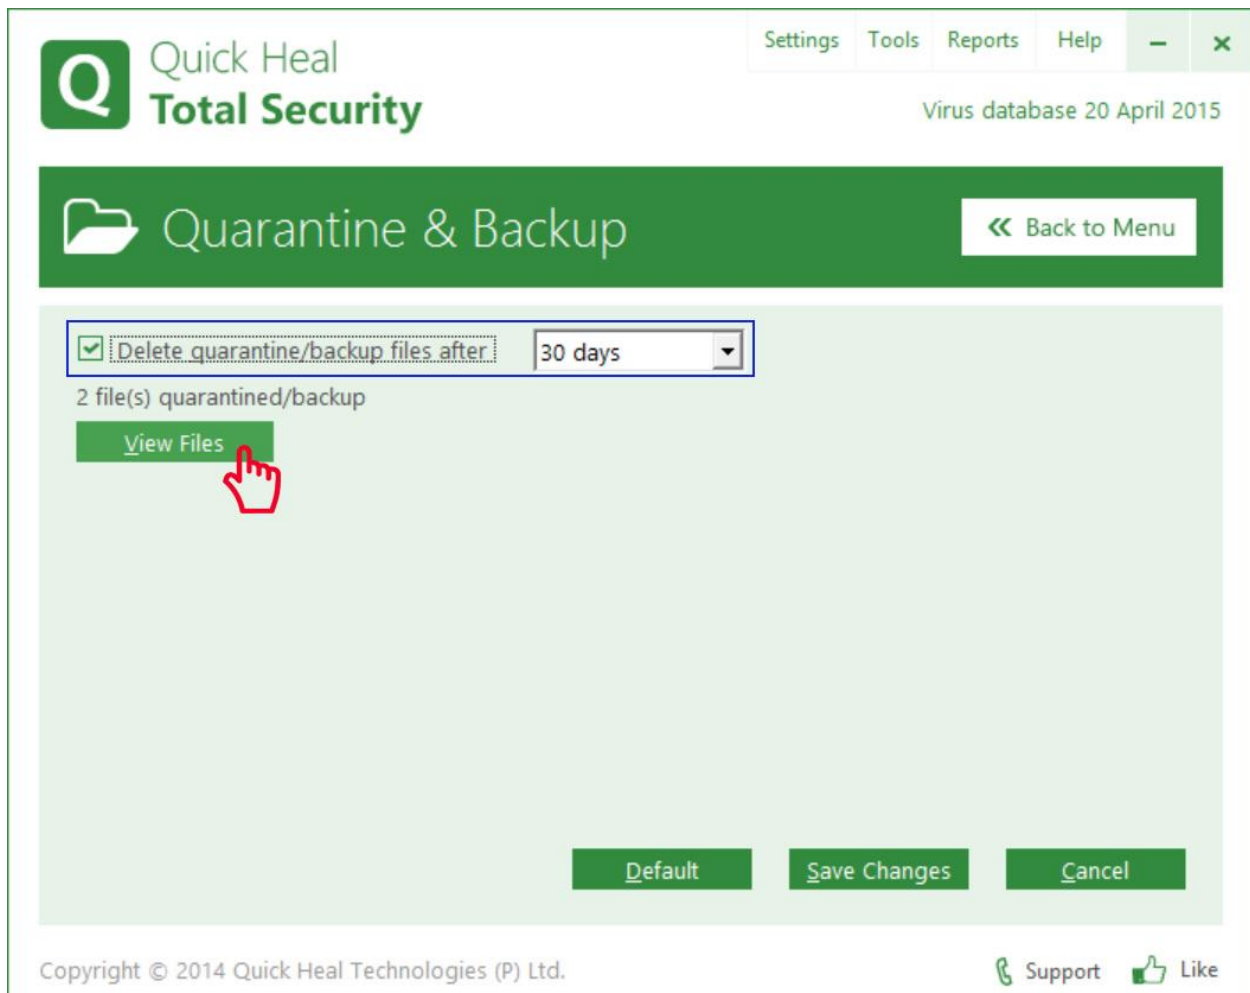 Settings Tools Reports Help
Q Quick Heal
Total Security
Virus database 20 April 2015
Quarantine & Backup
Back to Menu
Delete quarantine/backup files after 30 days
2 file(s) quarantined/backup
View Files
Default Save Changes Cancel
Copyright © 2014 Quick Heal Technologies (P) Ltd. Support Like